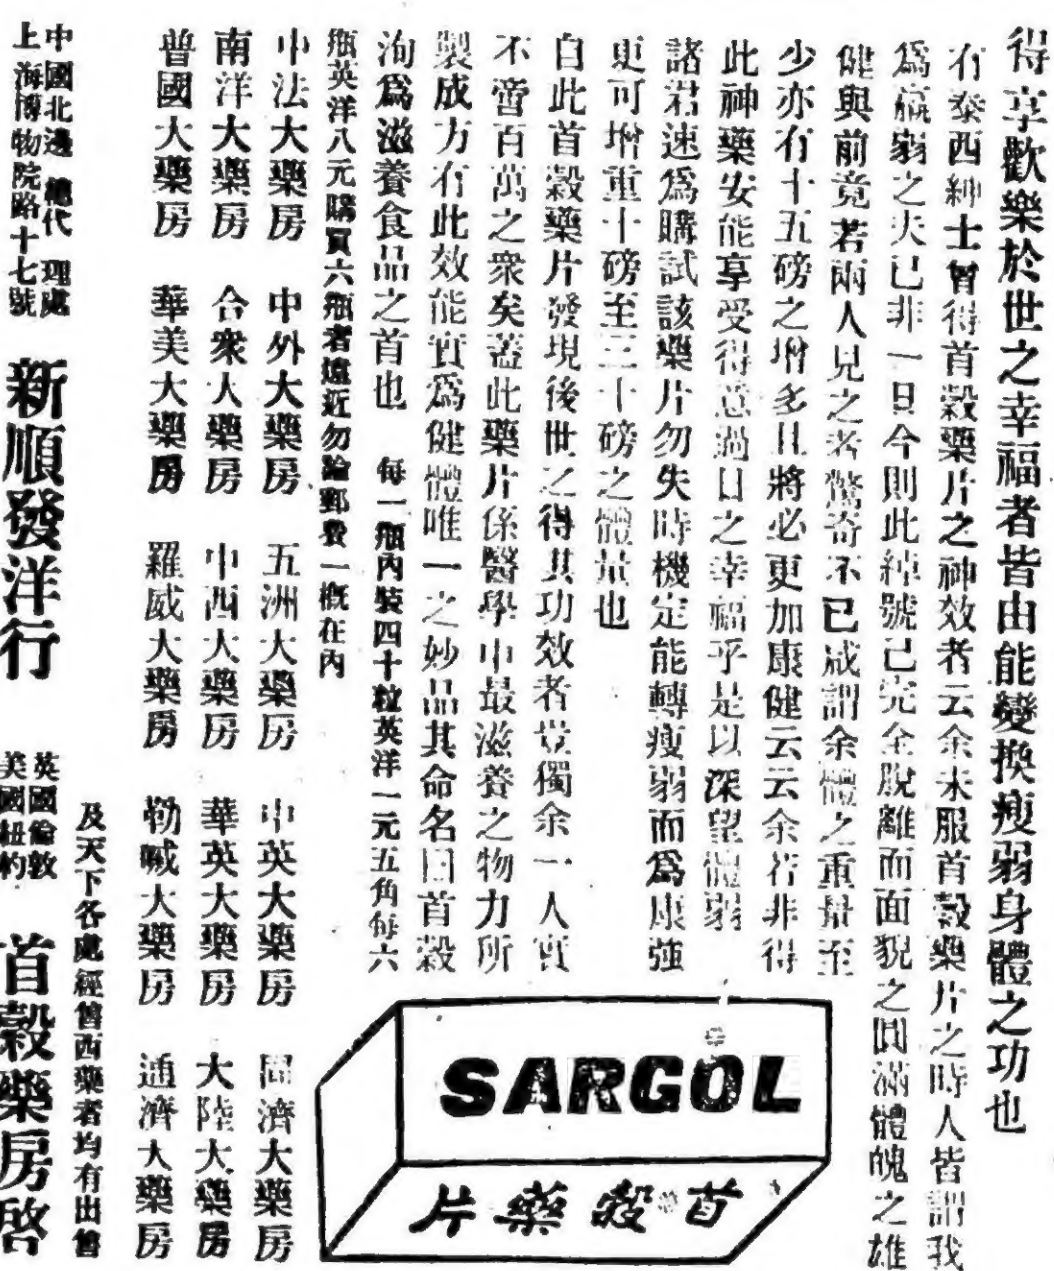 得享歡樂於世之幸福者皆由能變換瘦弱身體之功也
有泰西紳士曾得首穀藥片之神效者云余未服首穀藥片之時人皆謂我
為羸弱之夫已非一日今則此綽號已完全脫離而面貌之圓滿體魄之雄
健與前竟若兩人見之者驚奇不已咸謂余體之重量至
少亦有十五磅之增多且將必更加康健云云余若非得
此神藥安能享受得意過日之幸福乎是以深望體弱
諸君速爲購試該藥片勿失時機定能轉瘦弱而爲康強
更可增重十磅至三十磅之體量也
自此首穀藥片發現後世之得其功效者豈獨余一人實
不啻百萬之衆矣蓋此藥片係醫學中最滋養之物力所
製成方有此效能實爲健體唯一之妙品其命名曰首穀
洵爲滋養食品之首也 每一瓶內裝四十粒英洋一元五角每六
瓶英洋八元購買六瓶者遠近勿論郵費一概在內
中法大藥房 中外大藥房 五洲大藥房 中英大藥房 同濟大藥房
南洋大藥房 合衆大藥房 中西大藥房 華英大藥房 大陸大藥房
普國大藥房 華美大藥房 羅威大藥房 勒喊大藥房 通濟大藥房
及天下各處經售西藥者均有出售
中國北邊總代理處
上海博物院路十七號
新順發洋行
英國倫敦
美國紐約
首穀藥房啓
SARGOL
首穀藥片